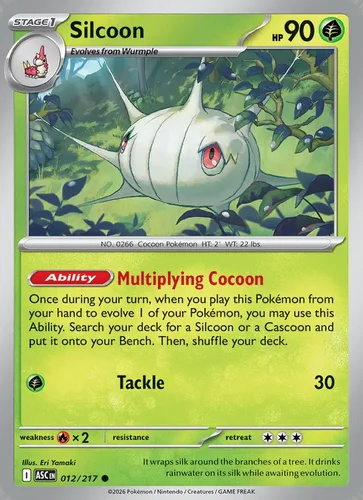 STAGE 1
Silcoon
HP 90
Evolves from Wurmple
NO. 0266 Cocoon Pokémon HT: 2' WT: 22 lbs.
Ability Multiplying Cocoon
Once during your turn, when you play this Pokémon from
your hand to evolve 1 of your Pokémon, you may use this
Ability. Search your deck for a Silcoon or a Cascoon and
put it onto your Bench. Then, shuffle your deck.
Tackle 30
weakness × 2 resistance retreat
Illus. Eri Yamaki
I ASC EN 012/217
It wraps silk around the branches of a tree. It drinks
rainwater on its silk while awaiting evolution.
©2026 Pokémon / Nintendo / Creatures / GAME FREAK